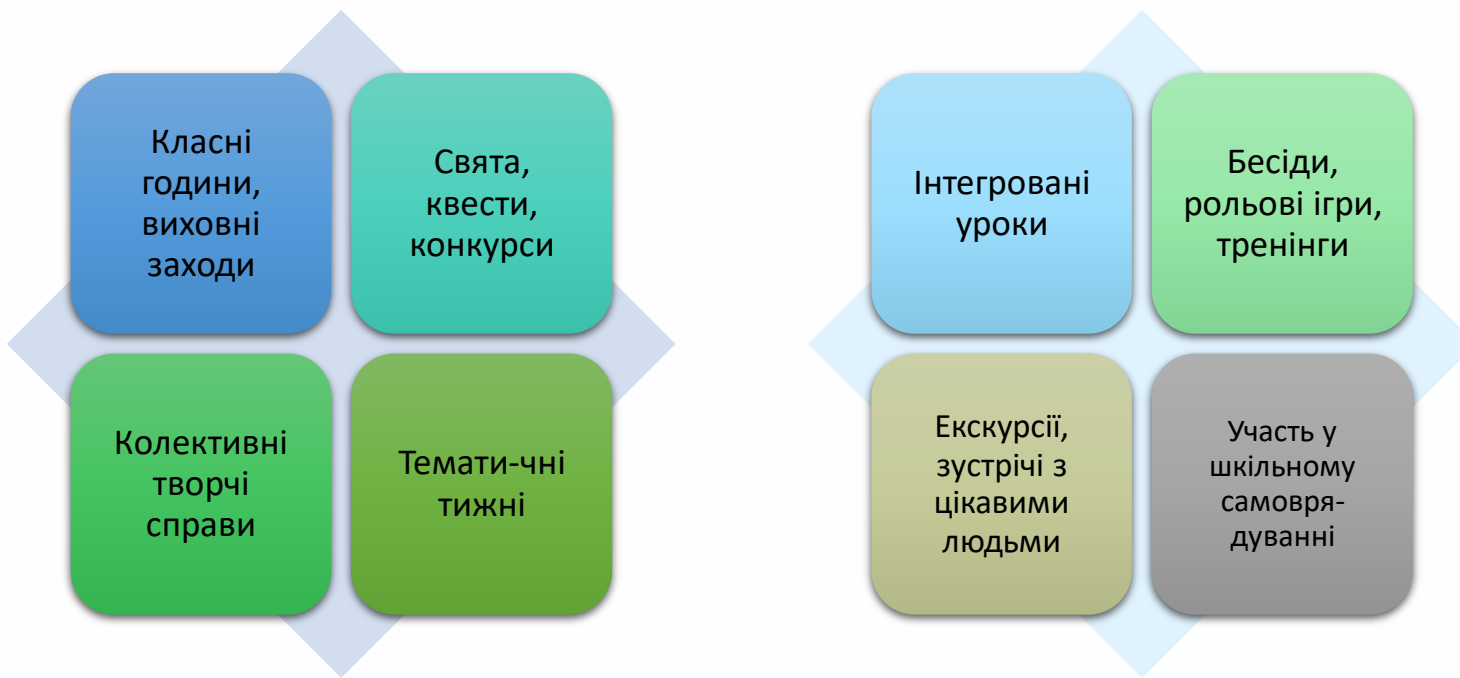 Класні
години,
виховні
заходи
Свята,
квести,
конкурси
Колективні
творчі
справи
Темати-чні
тижні
Інтегровані
уроки
Бесіди,
рольові ігри,
тренінги
Екскурсії,
зустрічі з
цікавими
людьми
Участь у
шкільному
самовря-
дуванні